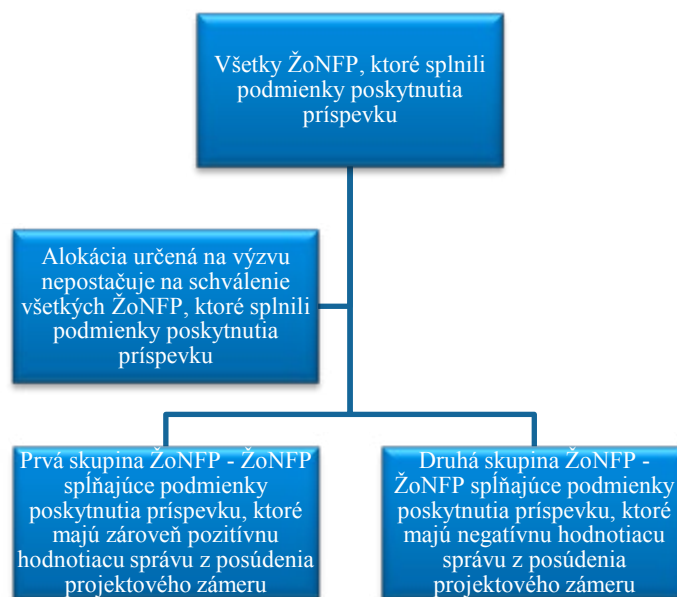 Všetky ŽoNFP, ktoré splnili
podmienky poskytnutia
príspevku
Alokácia určená na výzvu
nepostačuje na schválenie
všetkých ŽoNFP, ktoré splnili
podmienky poskytnutia
príspevku
Prvá skupina ŽoNFP - ŽoNFP
spĺňajúce podmienky
poskytnutia príspevku, ktoré
majú zároveň pozitívnu
hodnotiacu správu z posúdenia
projektového zámeru
Druhá skupina ŽoNFP -
ŽoNFP spĺňajúce podmienky
poskytnutia príspevku, ktoré
majú negatívnu hodnotiacu
správu z posúdenia
projektového zámeru